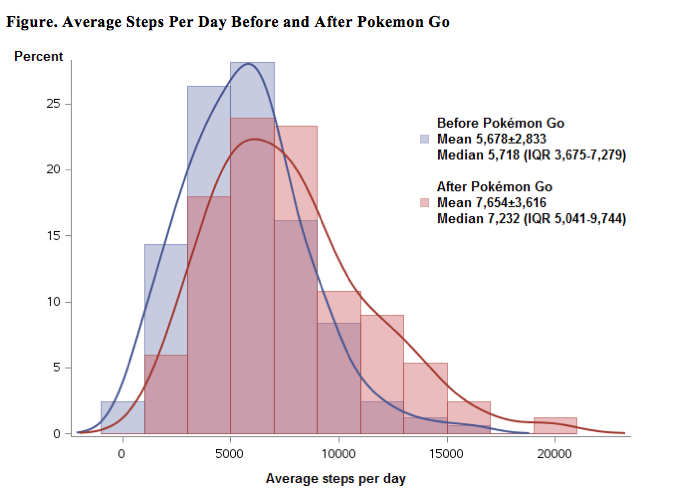 Figure. Average Steps Per Day Before and After Pokemon Go
Percent
25
20
15
10
5
0
Before Pokémon Go
Mean 5,678±2,833
Median 5,718 (IQR 3,675-7,279)
After Pokémon Go
Mean 7,654±3,616
Median 7,232 (IQR 5,041-9,744)
0 5000 10000 15000 20000
Average steps per day